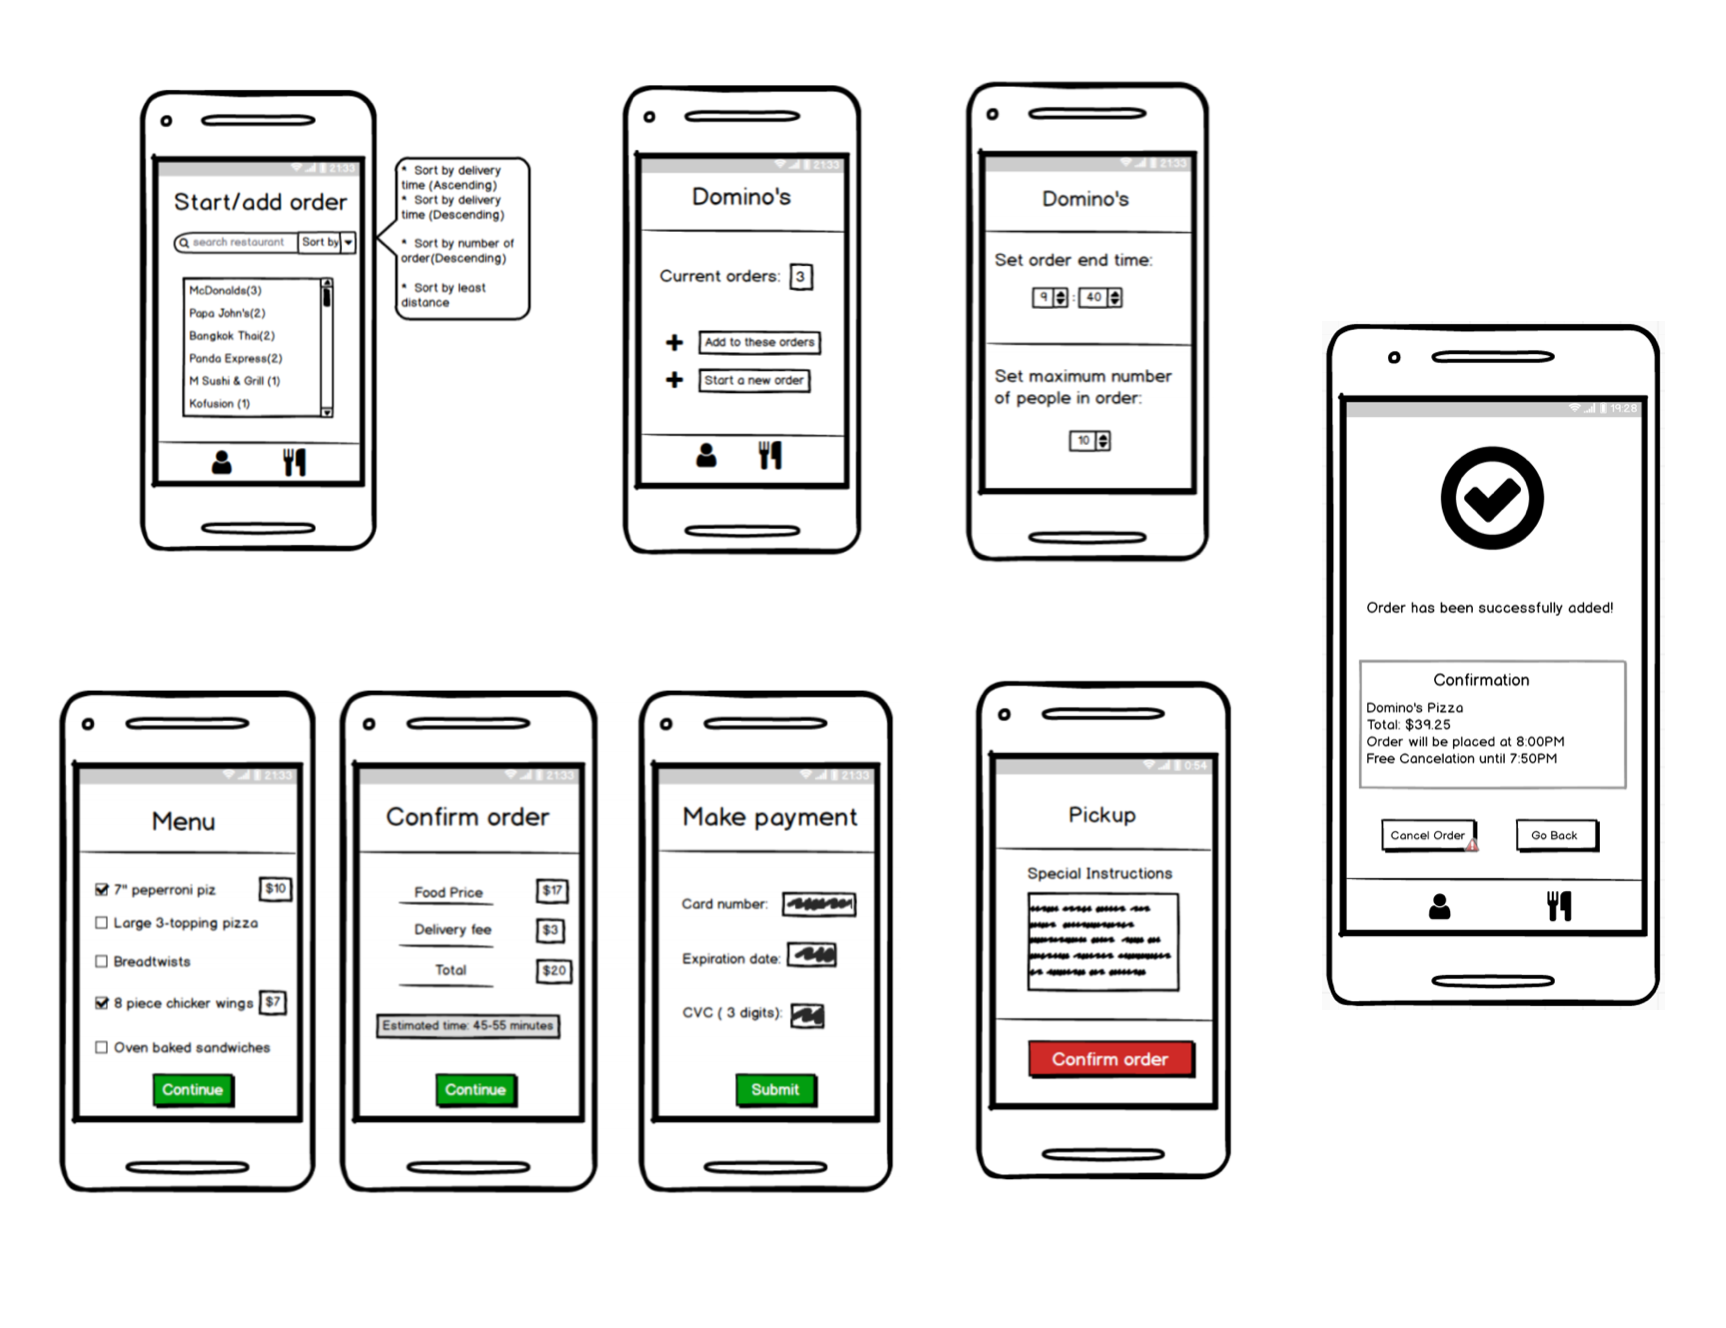 21:33
Start/add order
search restaurant Sort by
McDonalds(3)
Papa John's(2)
Bangkok Thai(2)
Panda Express(2)
M Sushi & Grill (1)
Kofusion (1)
* Sort by delivery
time (Ascending)
* Sort by delivery
time (Descending)
* Sort by number of
order(Descending)
* Sort by least
distance
21:33
Domino's
Current orders: 3
Add to these orders
Start a new order
21:33
Domino's
Set order end time:
9 : 40
Set maximum number
of people in order:
10
21:33
Menu
7" peperroni piz $10
Large 3-topping pizza
Breadtwists
8 piece chicker wings $7
Oven baked sandwiches
Continue
21:33
Confirm order
Food Price $17
Delivery fee $3
Total $20
Estimated time: 45-55 minutes
Continue
21:33
Make payment
Card number:
Expiration date:
CVC ( 3 digits):
Submit
0:54
Pickup
Special Instructions
Confirm order
19:28
Order has been successfully added!
Confirmation
Domino's Pizza
Total: $39.25
Order will be placed at 8:00PM
Free Cancelation until 7:50PM
Cancel Order
Go Back